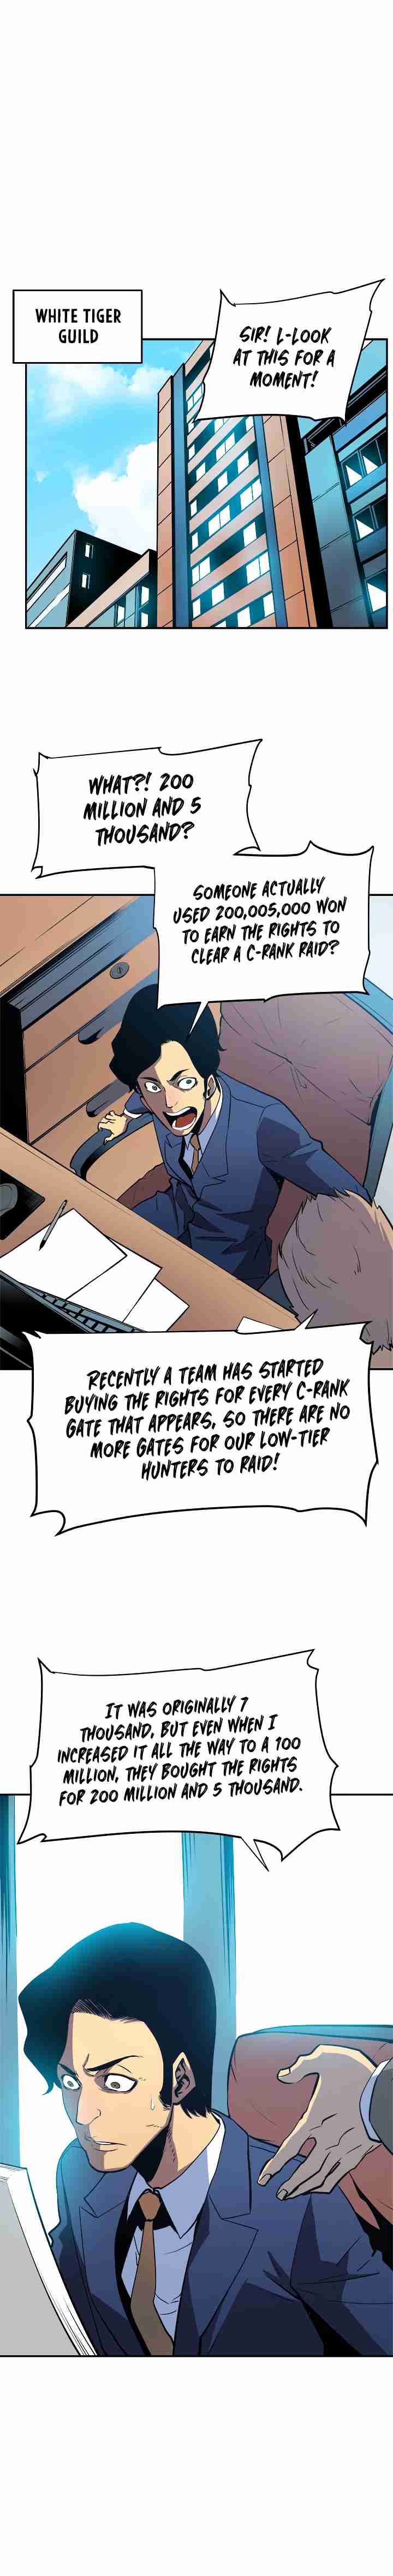 WHITE TIGER
GUILD
SIR! L-LOOK
AT THIS FOR A
MOMENT!
WHAT?! 200
MILLION AND 5
THOUSAND?
SOMEONE ACTUALLY
USED 200,005,000 WON
TO EARN THE RIGHTS TO
CLEAR A C-RANK RAID?
RECENTLY A TEAM HAS STARTED
BUYING THE RIGHTS FOR EVERY C-RANK
GATE THAT APPEARS, SO THERE ARE NO
MORE GATES FOR OUR LOW-TIER
HUNTERS TO RAID!
IT WAS ORIGINALLY 7
THOUSAND, BUT EVEN WHEN I
INCREASED IT ALL THE WAY TO A 100
MILLION, THEY BOUGHT THE RIGHTS
FOR 200 MILLION AND 5 THOUSAND.